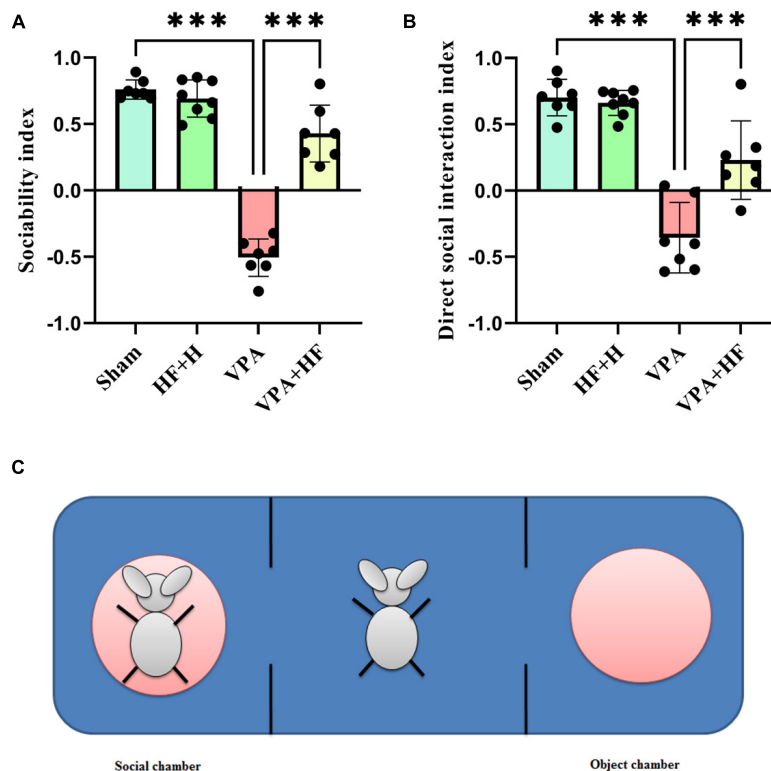 A
***
***
Sociability index
1.0
0.5
0.0
-0.5
-1.0
Sham
HF+H
VPA
VPA+HF
B
***
***
Direct social interaction index
1.0
0.5
0.0
-0.5
-1.0
Sham
HF+H
VPA
VPA+HF
C
Social chamber
Object chamber